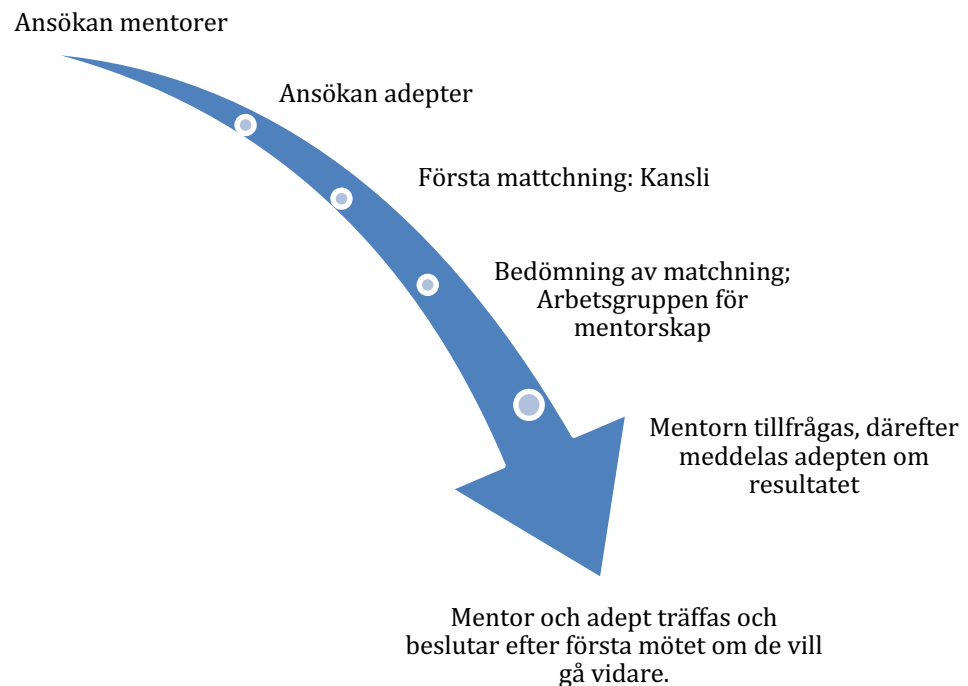 Ansökan mentorer
Ansökan adepter
Första mattchning: Kansli
Bedömning av matchning;
Arbetsgruppen för
mentorskap
Mentorn tillfrågas, därefter
meddelas adepten om
resultatet
Mentor och adept träffas och
beslutar efter första mötet om de vill
gå vidare.